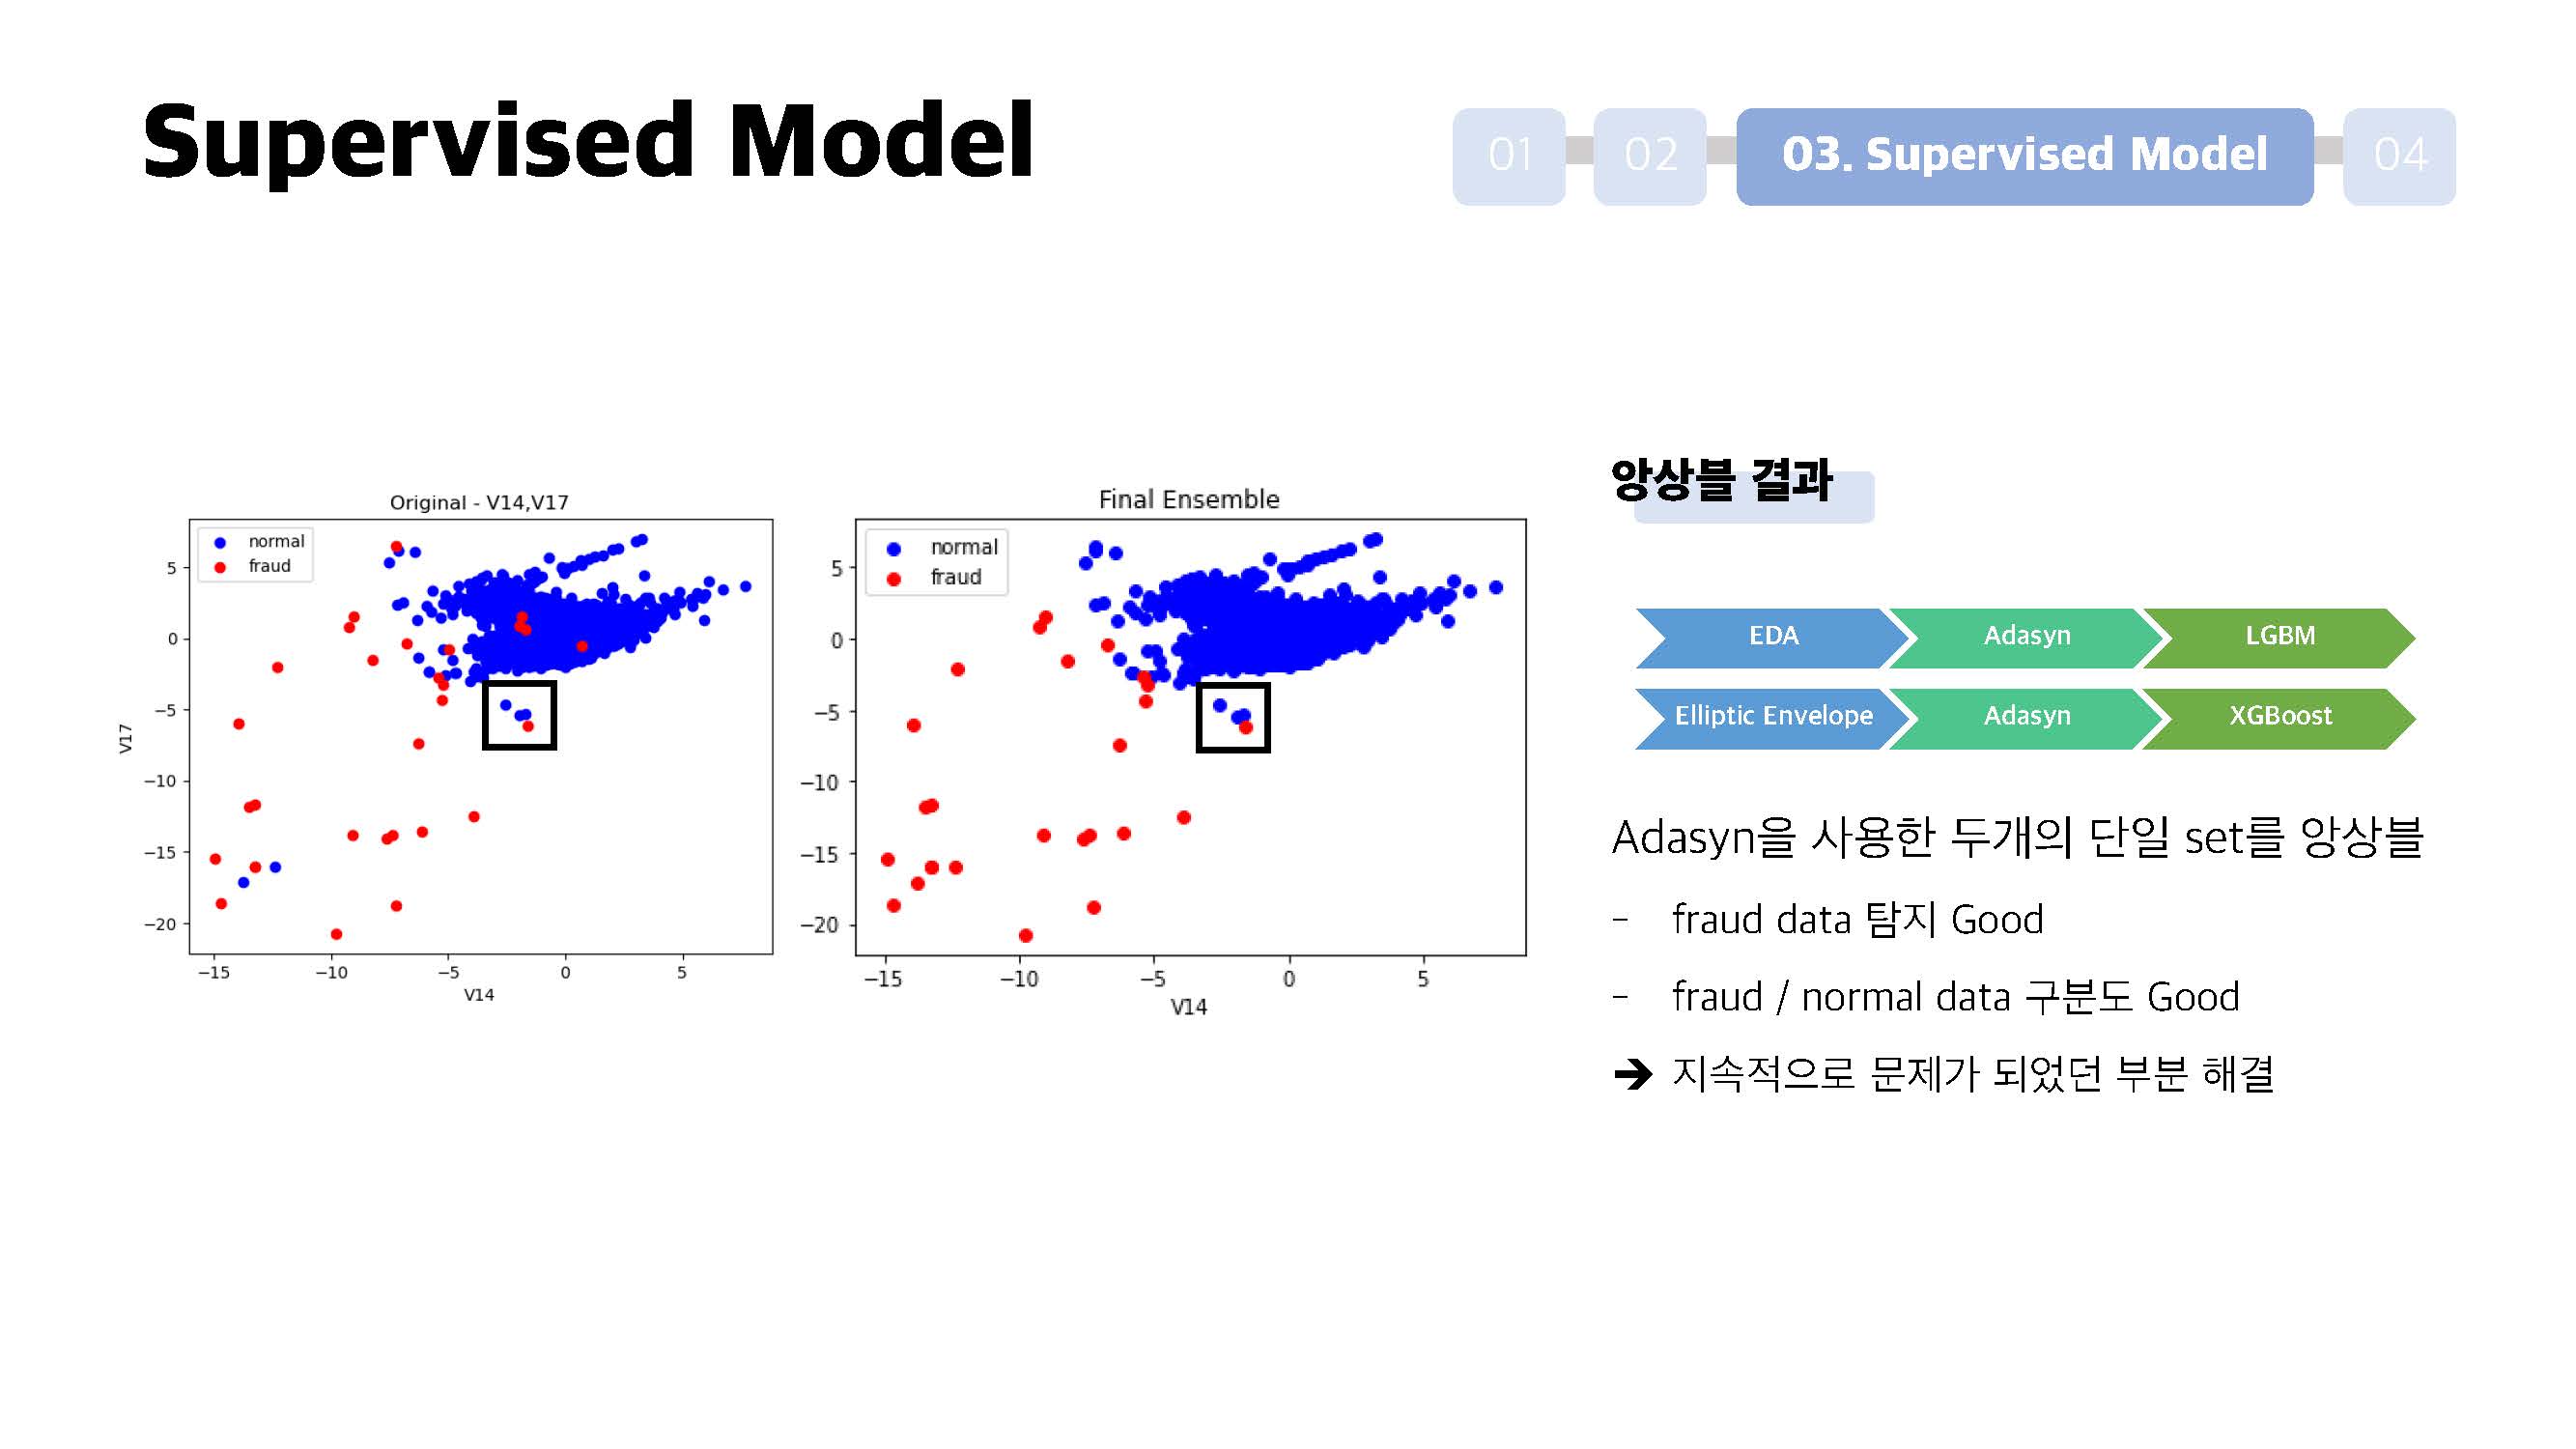 Supervised Model
01
02
03. Supervised Model
04
Original - V14,V17
normal
fraud
5
0
−5
−10
−15
−20
V17
−15
−10
−5
0
5
V14
Final Ensemble
normal
fraud
5
0
−5
−10
−15
−20
−15
−10
−5
0
5
V14
앙상블 결과
EDA
Adasyn
LGBM
Elliptic Envelope
Adasyn
XGBoost
Adasyn을 사용한 두개의 단일 set를 앙상블
- fraud data 탐지 Good
- fraud / normal data 구분도 Good
➔ 지속적으로 문제가 되었던 부분 해결